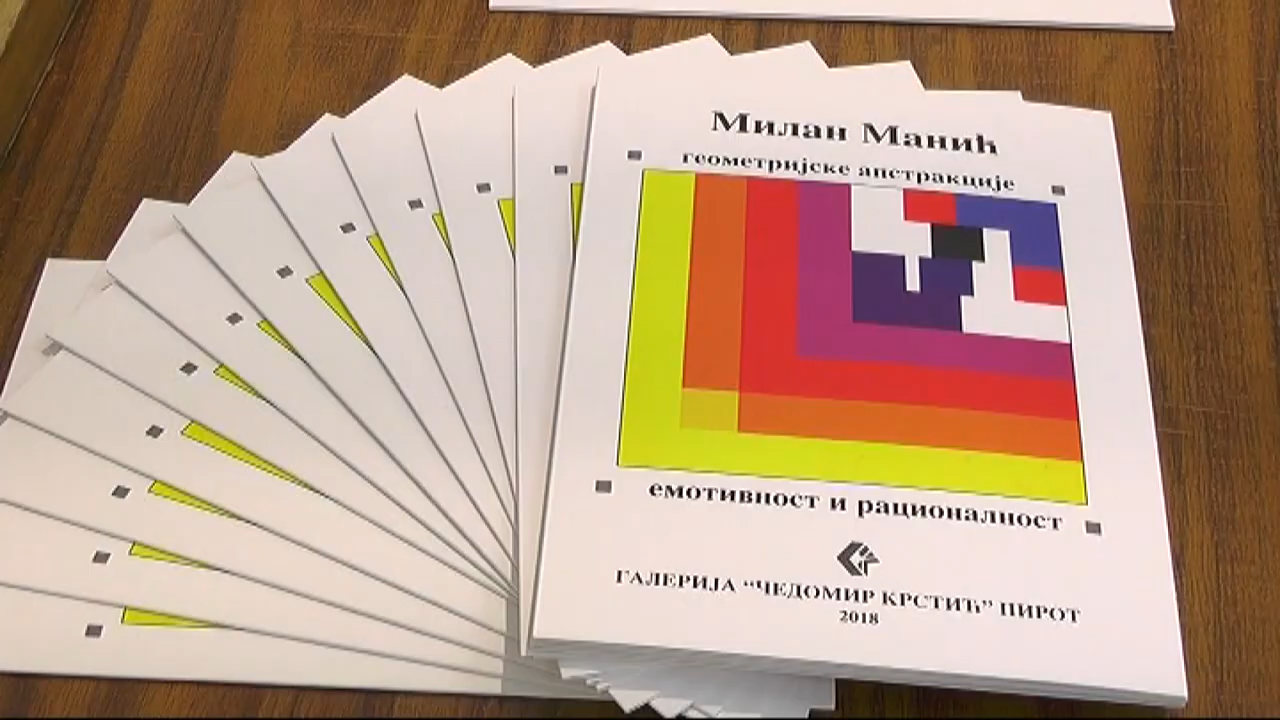 Милан Манић
геометријске апстракције
емотивност и рационалност
ГАЛЕРИЈА “ЧЕДОМИР КРСТИЋ” ПИРОТ
2018